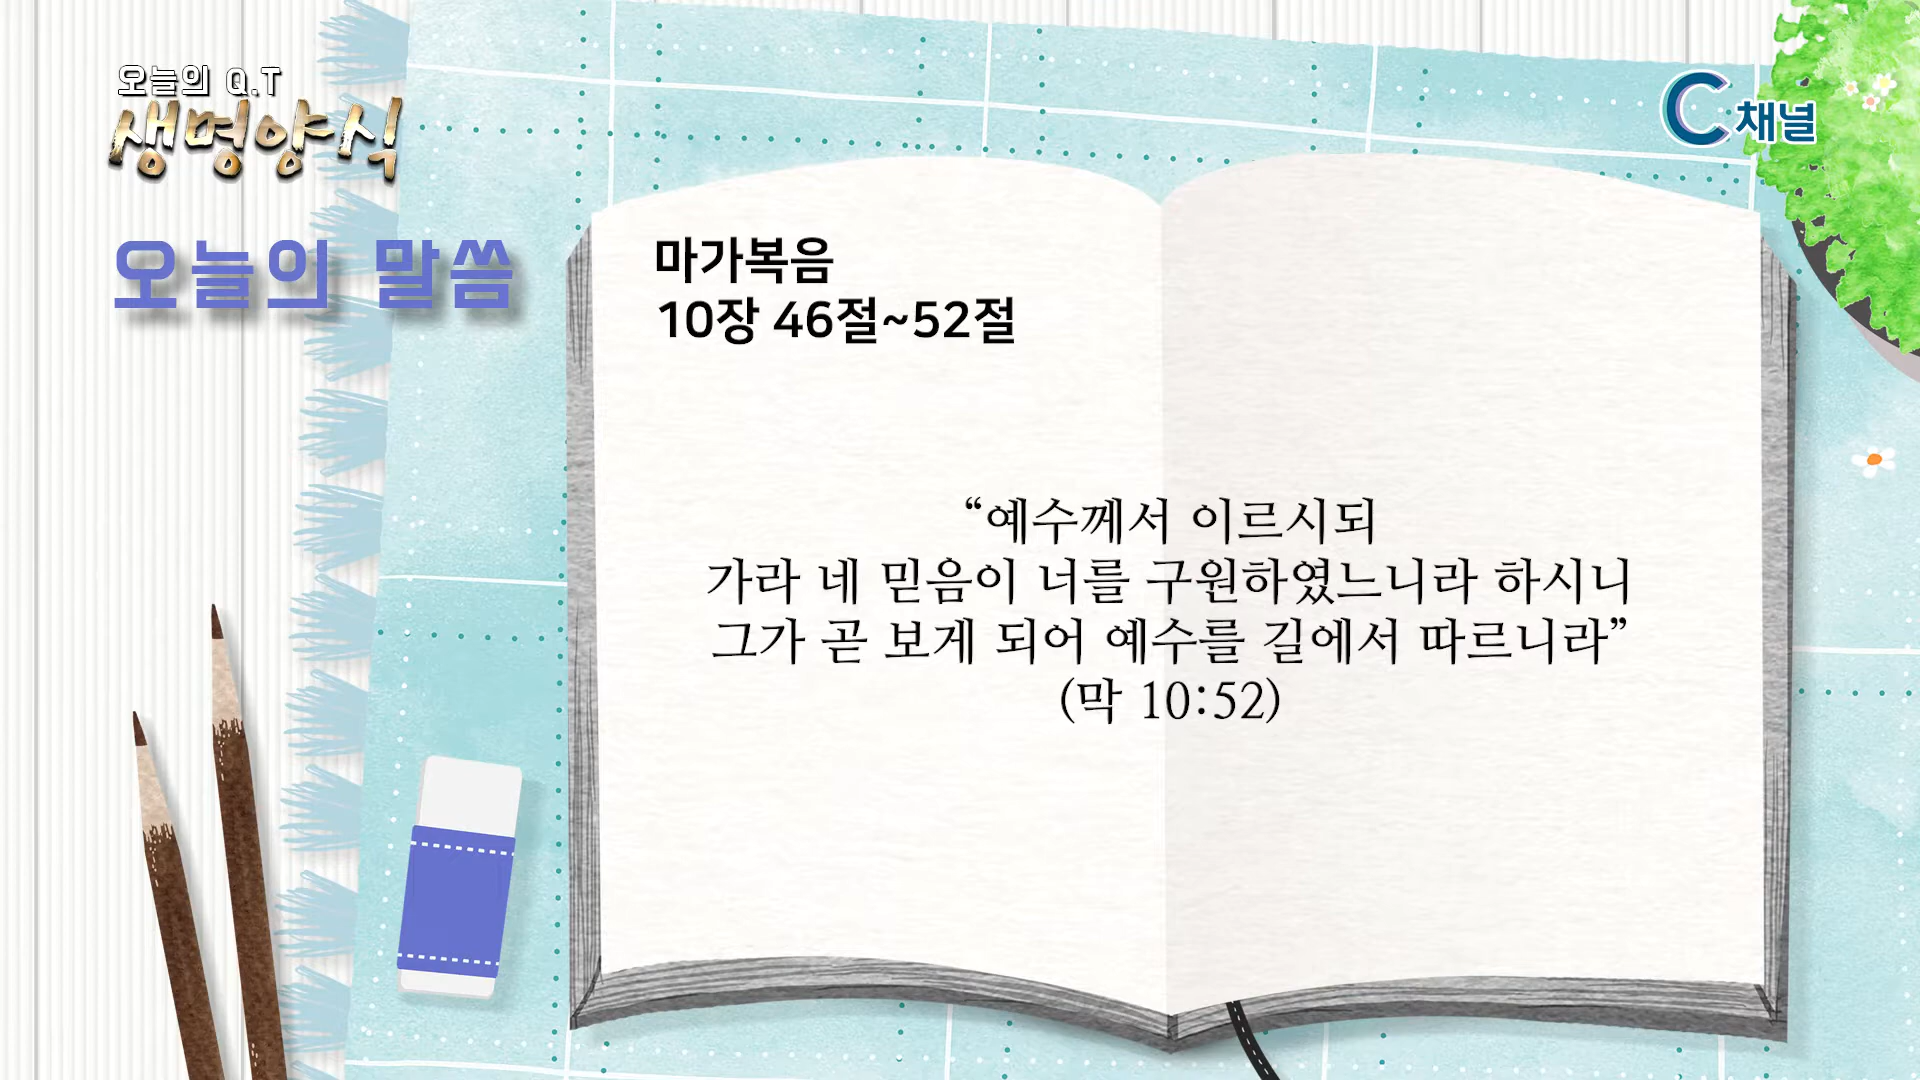 오늘의 Q.T
생명양식
C채널
오늘의 말씀
마가복음
10장 46절~52절
“예수께서 이르시되
가라 네 믿음이 너를 구원하였느니라 하시니
그가 곧 보게 되어 예수를 길에서 따르니라”
(막 10:52)